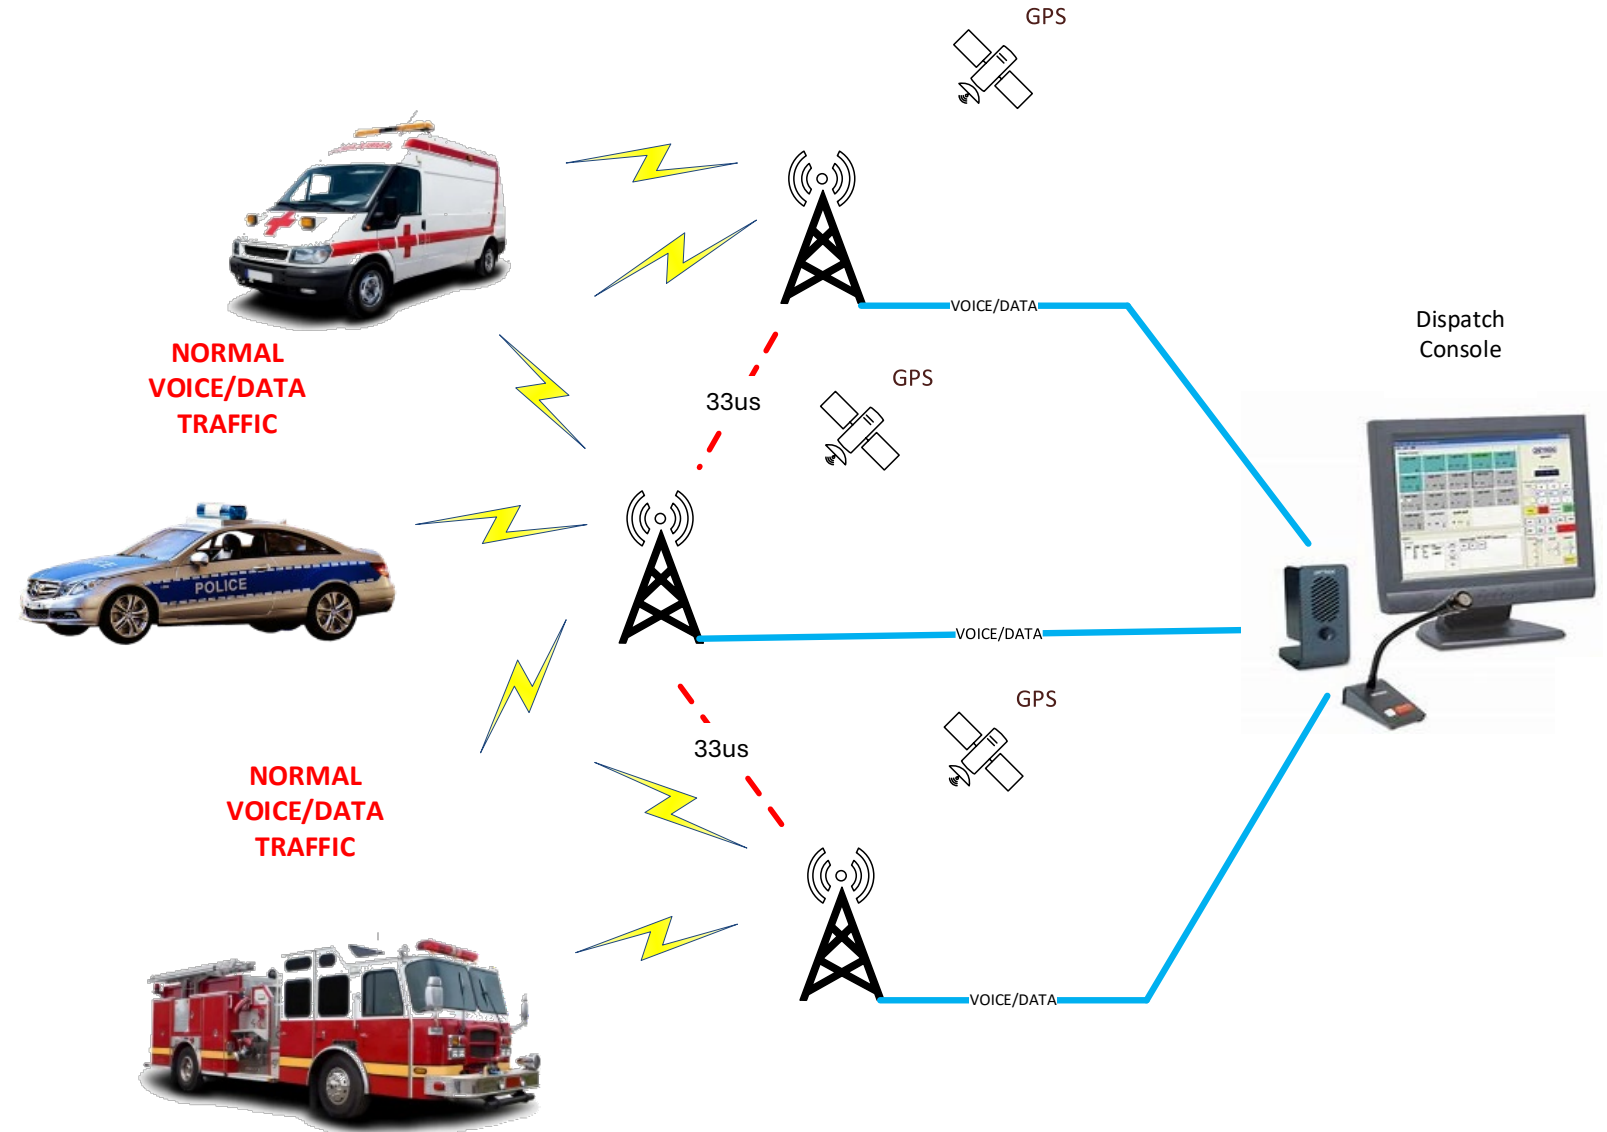 GPS
VOICE/DATA
Dispatch
Console
NORMAL
VOICE/DATA
TRAFFIC
GPS
33us
POLICE
VOICE/DATA
GPS
33us
NORMAL
VOICE/DATA
TRAFFIC
VOICE/DATA